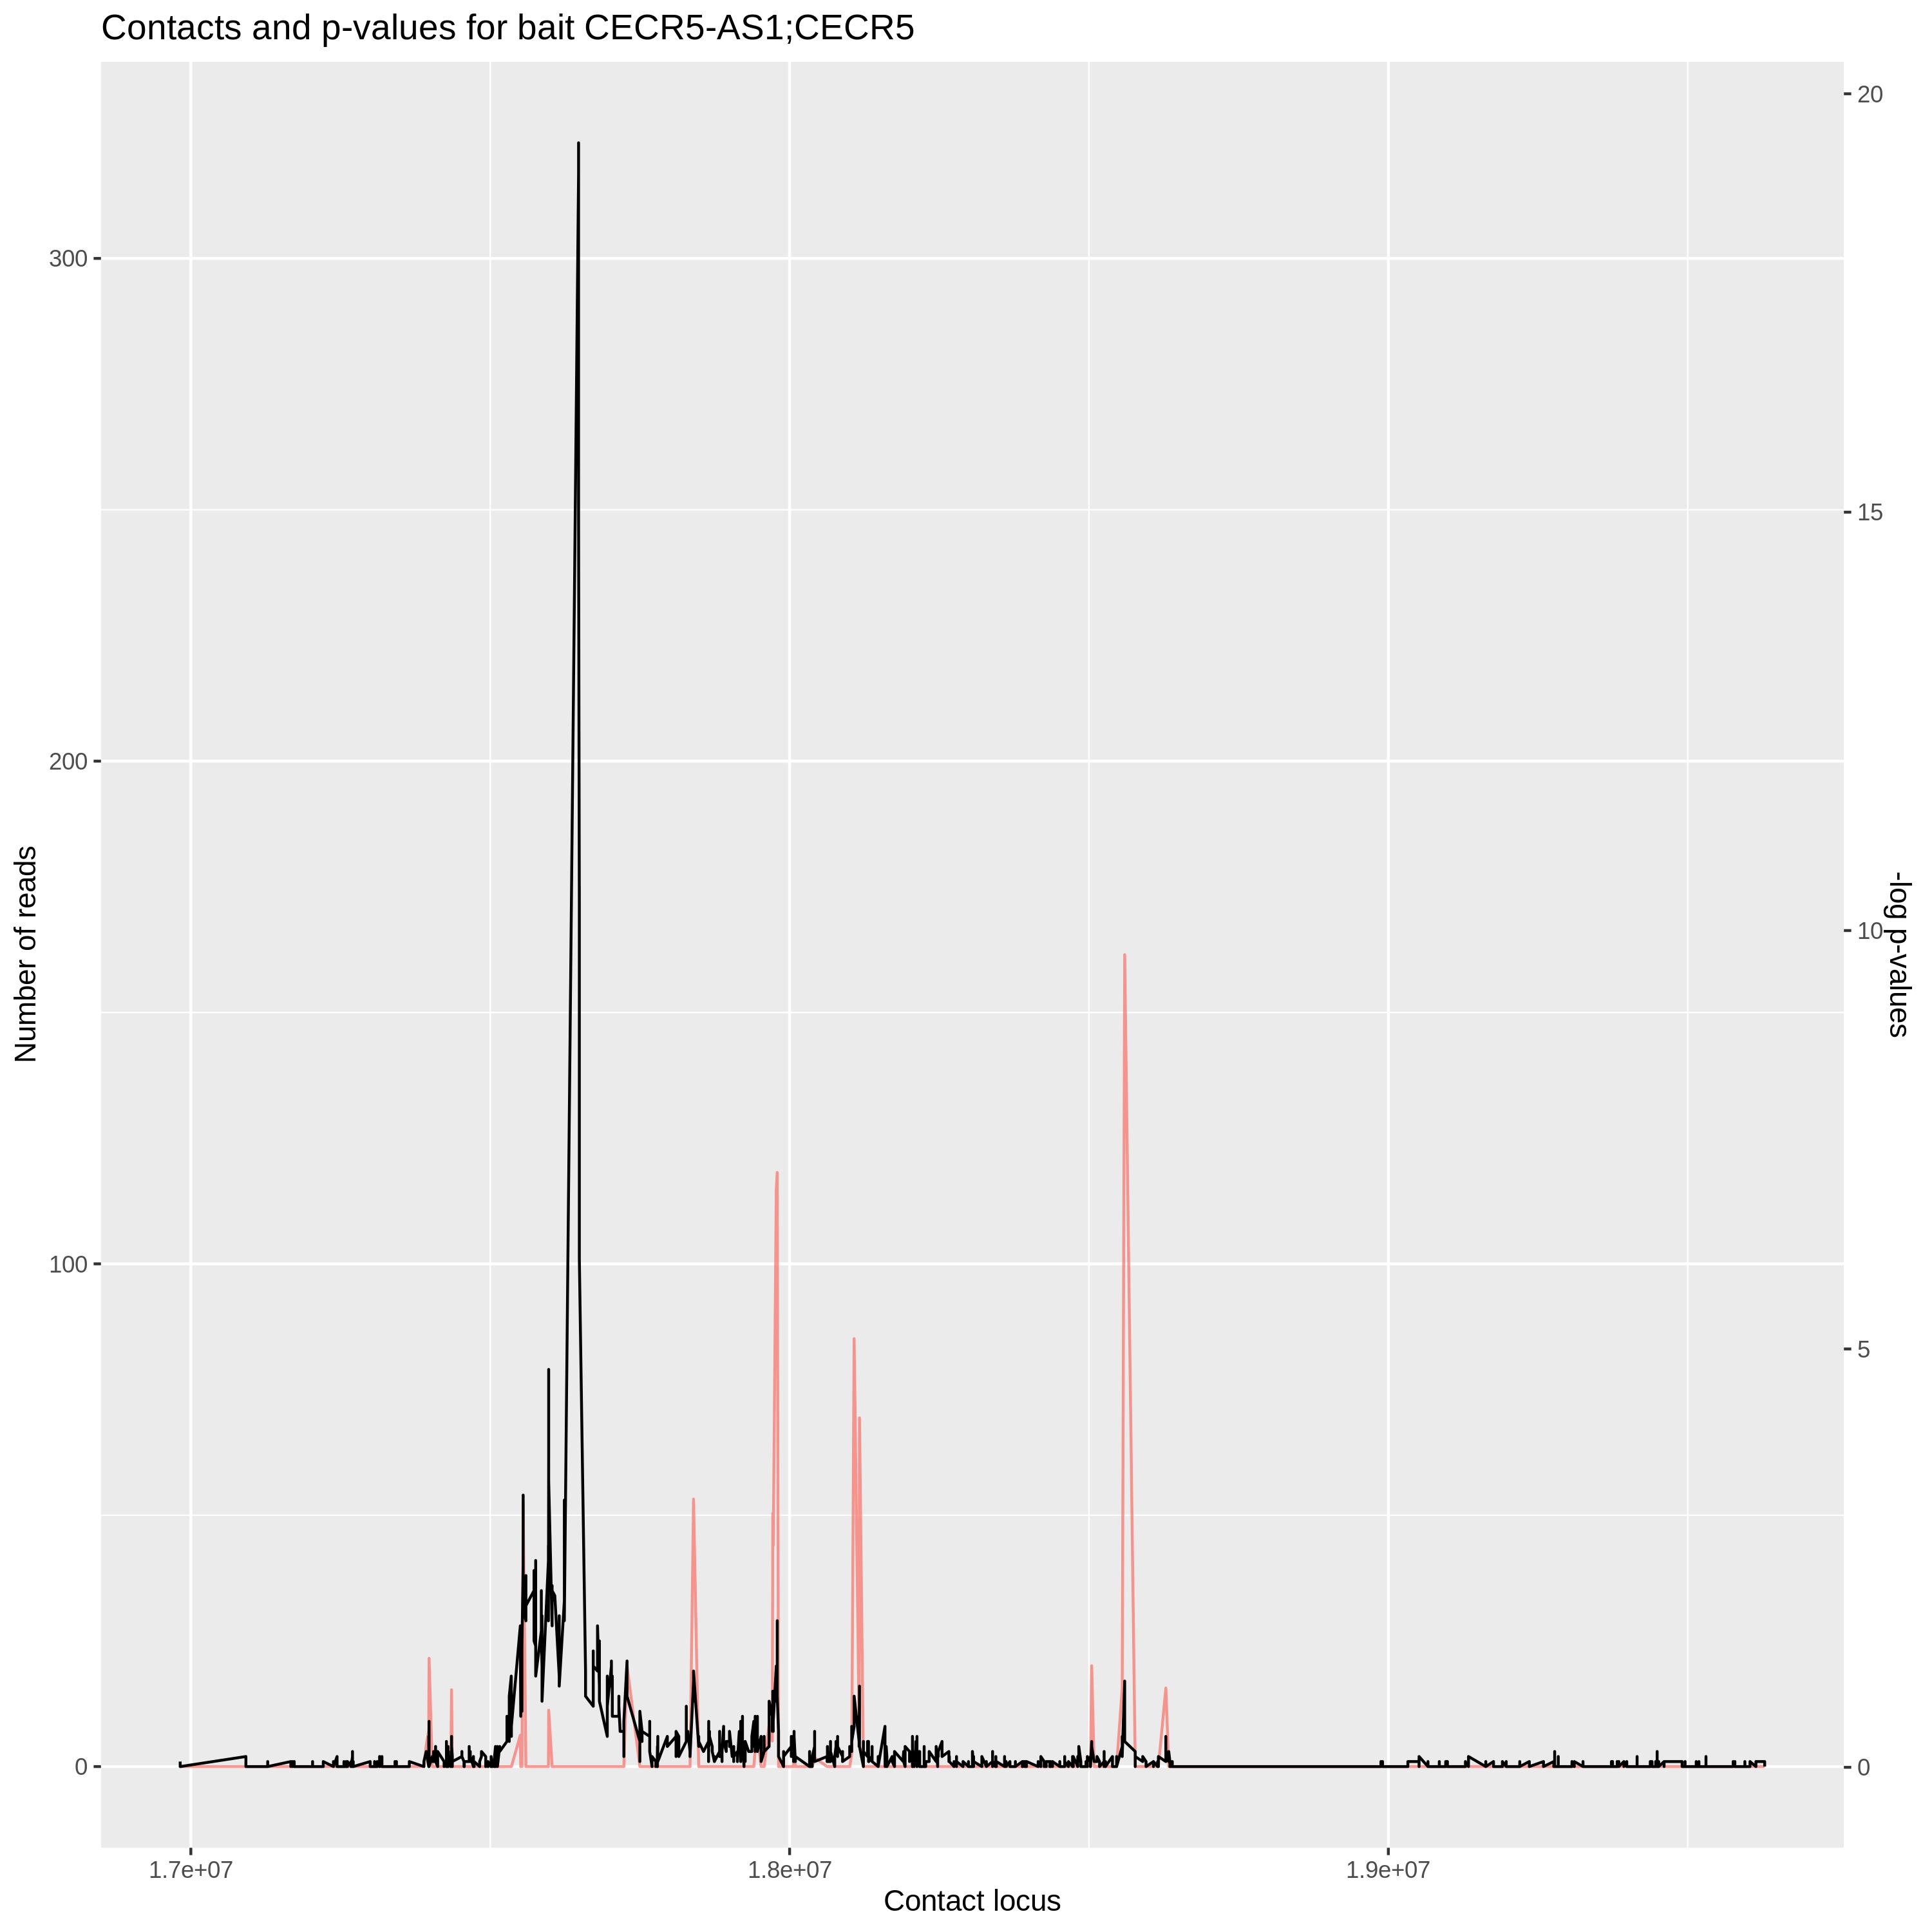 Contacts and p-values for bait CECR5-AS1;CECR5
300
200
100
0
Number of reads
20
15
10
5
0
-log p-values
1.7e+07
1.8e+07
1.9e+07
Contact locus